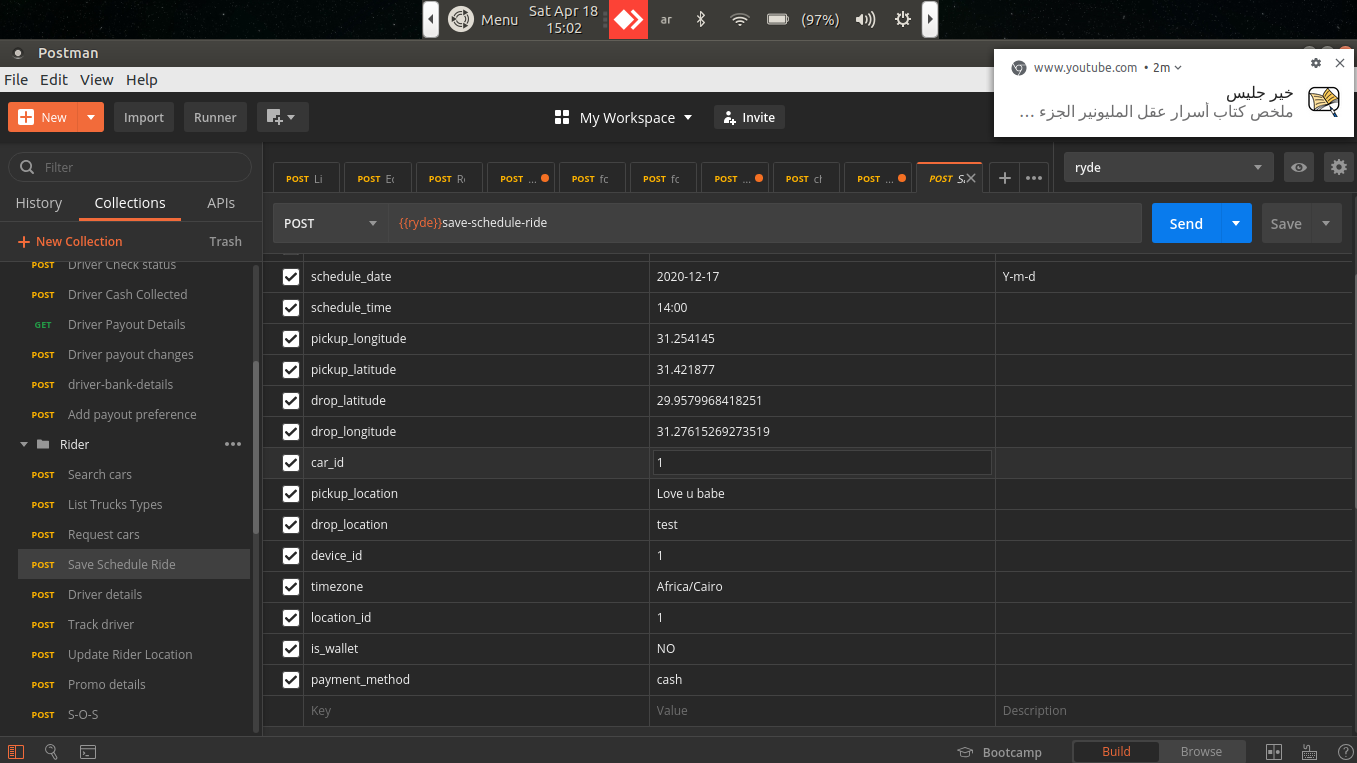 Menu
Sat Apr 18
15:02
ar
(97%)
Postman
File Edit View Help
www.youtube.com • 2m
خير جليس
ملخص كتاب أسرار عقل المليونير الجزء ...
New
Import
Runner
My Workspace
Invite
Filter
History
Collections
APIs
New Collection
Trash
POST Driver Check status
POST Driver Cash Collected
GET Driver Payout Details
POST Driver payout changes
POST driver-bank-details
POST Add payout preference
Rider
POST Search cars
POST List Trucks Types
POST Request cars
POST Save Schedule Ride
POST Driver details
POST Track driver
POST Update Rider Location
POST Promo details
POST S-O-S
POST Li
POST
POST
POST ...
POST fc
POST fc
POST ...
POST
POST ...
POST
ryde
POST
{{ryde}}save-schedule-ride
Send
Save
schedule_date 2020-12-17 Y-m-d
schedule_time 14:00
pickup_longitude 31.254145
pickup_latitude 31.421877
drop_latitude 29.9579968418251
drop_longitude 31.27615269273519
car_id 1
pickup_location Love u babe
drop_location test
device_id 1
timezone Africa/Cairo
location_id 1
is_wallet NO
payment_method cash
Key Value Description
Bootcamp
Build
Browse